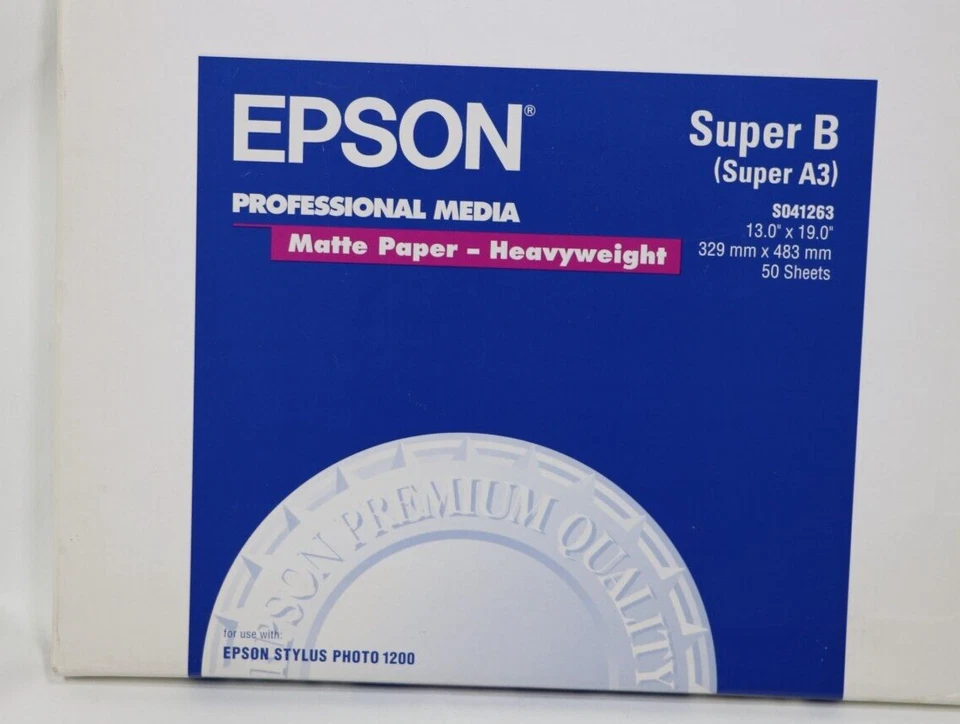 EPSON®
PROFESSIONAL MEDIA
Matte Paper – Heavyweight
Super B
(Super A3)
S041263
13.0" x 19.0"
329 mm x 483 mm
50 Sheets
EPSON PREMIUM QUALITY
for use with:
EPSON STYLUS PHOTO 1200